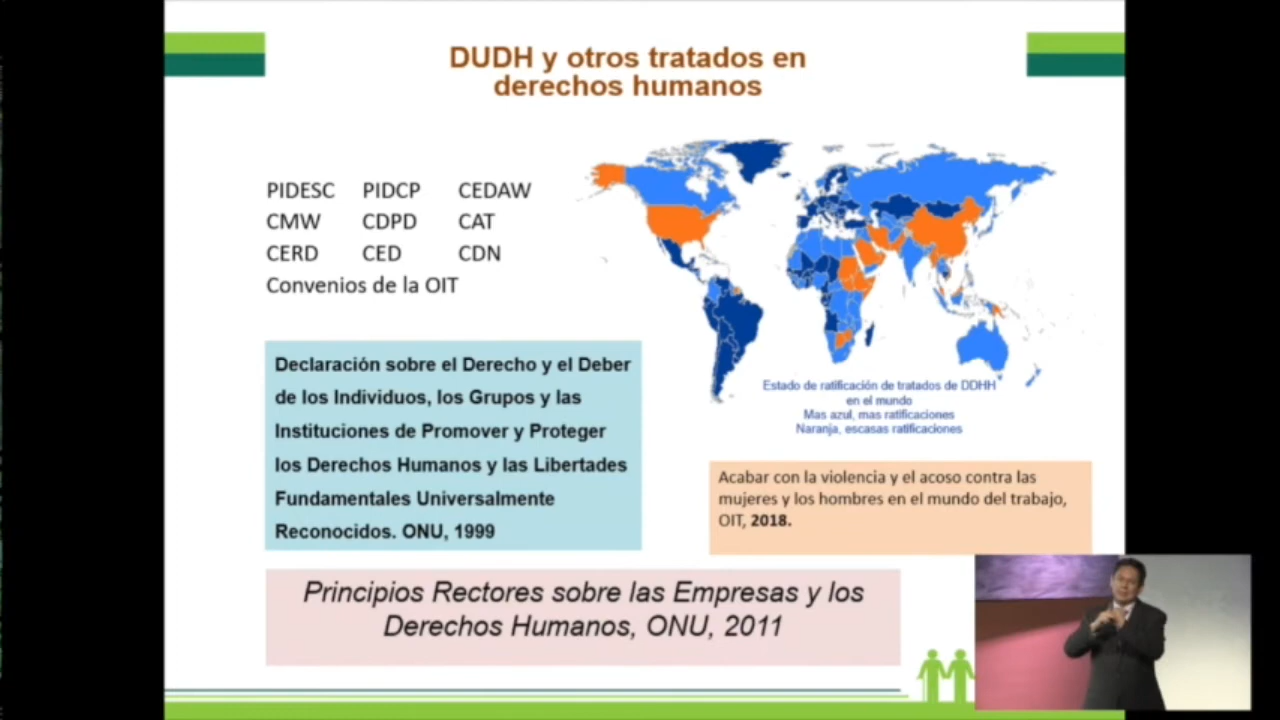 DUDH y otros tratados en
derechos humanos
PIDESC PIDCP CEDAW
CMW CDPD CAT
CERD CED CDN
Convenios de la OIT
Estado de ratificación de tratados de DDHH
en el mundo
Mas azul, mas ratificaciones
Naranja, escasas ratificaciones
Declaración sobre el Derecho y el Deber
de los Individuos, los Grupos y las
Instituciones de Promover y Proteger
los Derechos Humanos y las Libertades
Fundamentales Universalmente
Reconocidos. ONU, 1999
Acabar con la violencia y el acoso contra las
mujeres y los hombres en el mundo del trabajo,
OIT, 2018.
Principios Rectores sobre las Empresas y los
Derechos Humanos, ONU, 2011